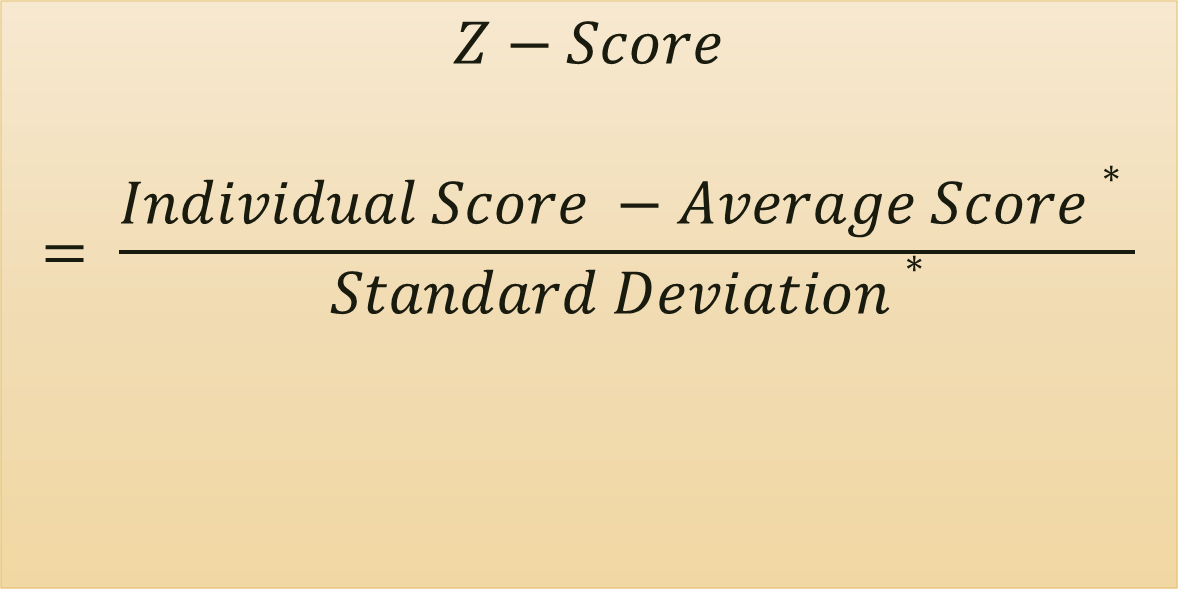 Z − Score
= Individual Score − Average Score *
Standard Deviation *